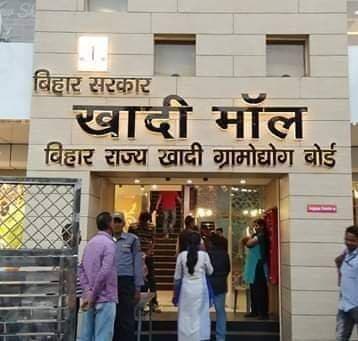 बिहार सरकार
खादी मॉल
बिहार राज्य खादी ग्रामोद्योग बोर्ड